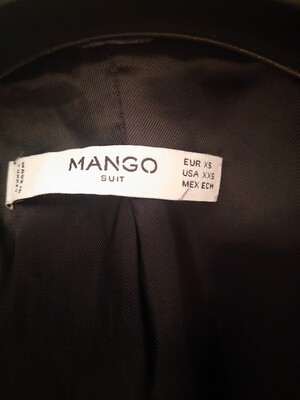 MANGO
SUIT
EUR XS
USA XXS
MEX ECH